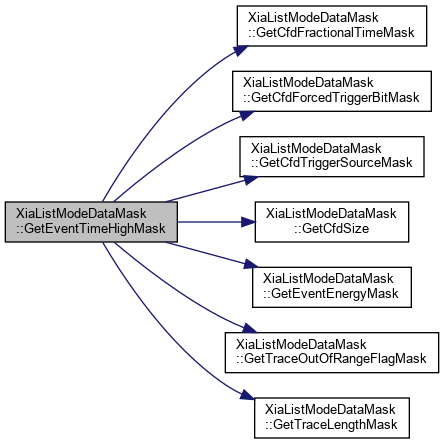 XiaListModeDataMask
::GetEventTimeHighMask
XiaListModeDataMask
::GetCfdFractionalTimeMask
XiaListModeDataMask
::GetCfdForcedTriggerBitMask
XiaListModeDataMask
::GetCfdTriggerSourceMask
XiaListModeDataMask
::GetCfdSize
XiaListModeDataMask
::GetEventEnergyMask
XiaListModeDataMask
::GetTraceOutOfRangeFlagMask
XiaListModeDataMask
::GetTraceLengthMask